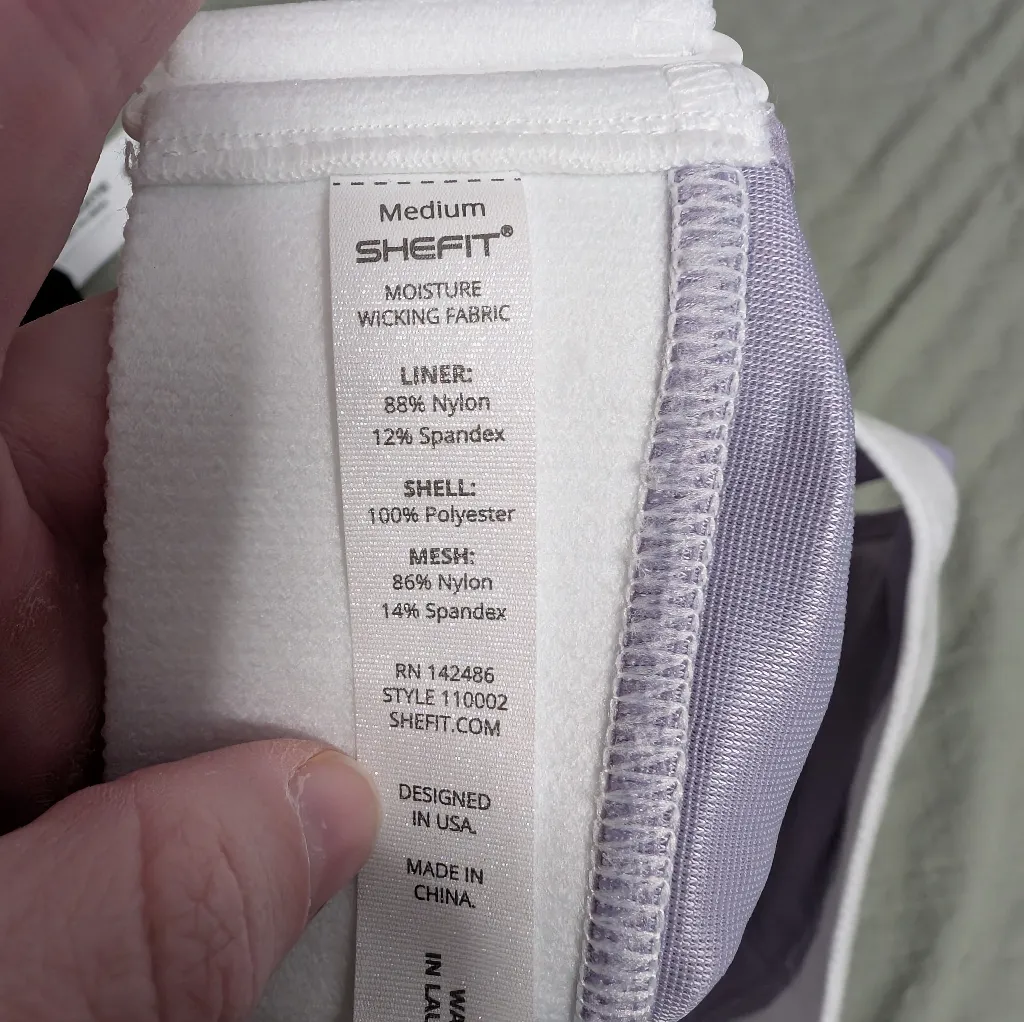 Medium
SHEFIT®
MOISTURE
WICKING FABRIC
LINER:
88% Nylon
12% Spandex
SHELL:
100% Polyester
MESH:
86% Nylon
14% Spandex
RN 142486
STYLE 110002
SHEFIT.COM
DESIGNED
IN USA.
MADE IN
CHINA.
IN